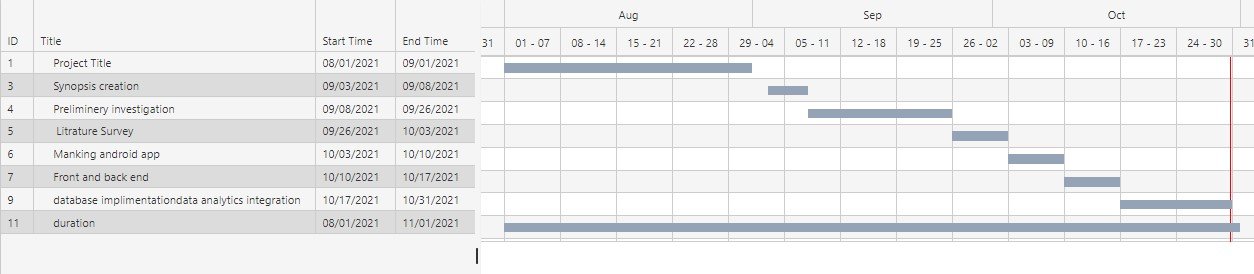 Aug Sep Oct
ID Title Start Time End Time 31 01 - 07 08 - 14 15 - 21 22 - 28 29 - 04 05 - 11 12 - 18 19 - 25 26 - 02 03 - 09 10 - 16 17 - 23 24 - 30 31
1 Project Title 08/01/2021 09/01/2021
3 Synopsis creation 09/03/2021 09/08/2021
4 Preliminery investigation 09/08/2021 09/26/2021
5 Litrature Survey 09/26/2021 10/03/2021
6 Manking android app 10/03/2021 10/10/2021
7 Front and back end 10/10/2021 10/17/2021
9 database implimentationdata analytics integration 10/17/2021 10/31/2021
11 duration 08/01/2021 11/01/2021